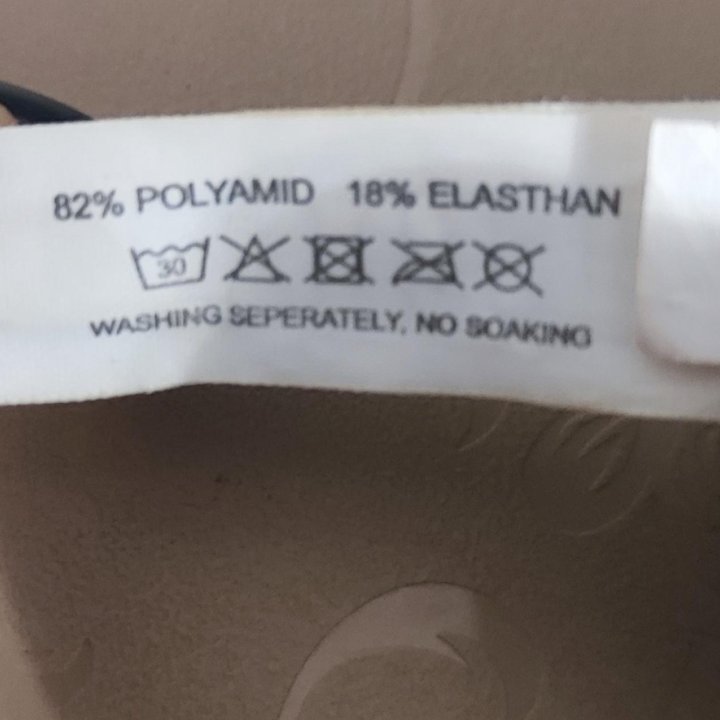 82% POLYAMID 18% ELASTHAN
30
WASHING SEPERATELY, NO SOAKING